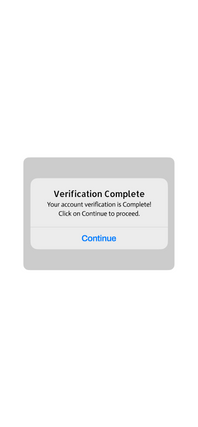 Verification Complete
Your account verification is Complete!
Click on Continue to proceed.
Continue